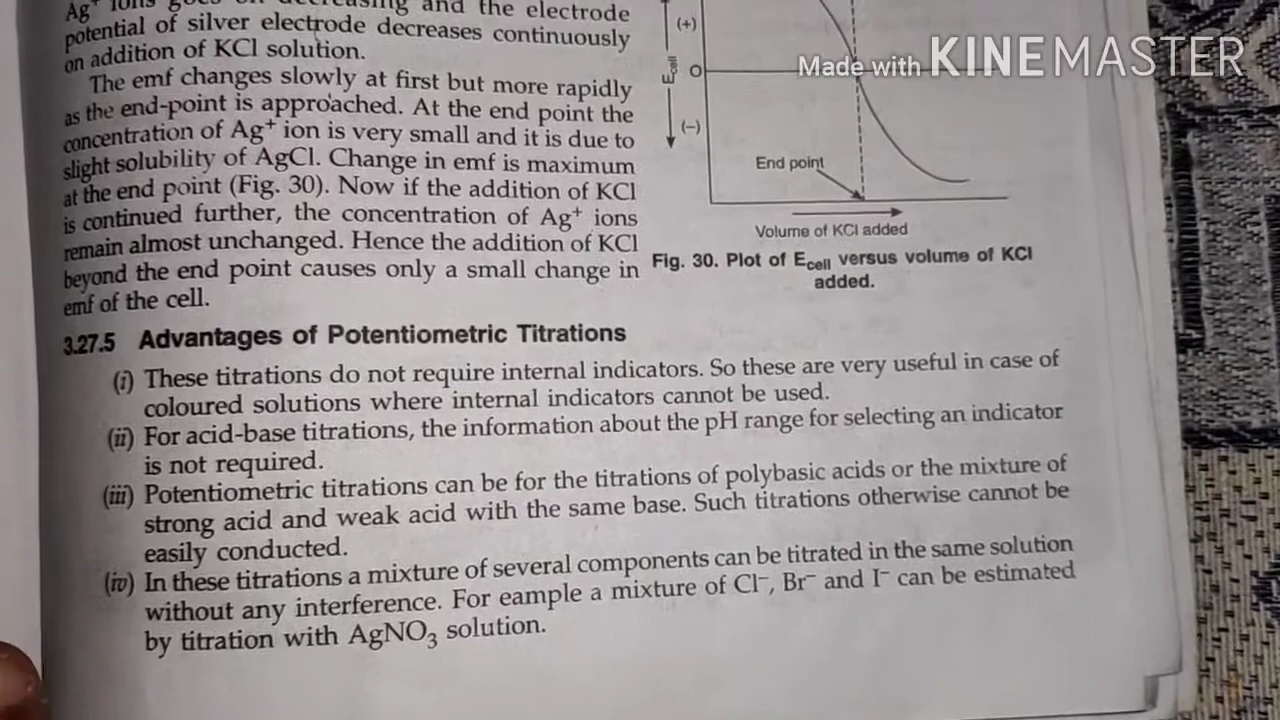 Ag⁺ ions goes on decreasing and the electrode
potential of silver electrode decreases continuously
on addition of KCl solution.
The emf changes slowly at first but more rapidly
as the end-point is approached. At the end point the
concentration of Ag⁺ ion is very small and it is due to
slight solubility of AgCl. Change in emf is maximum
at the end point (Fig. 30). Now if the addition of KCl
is continued further, the concentration of Ag⁺ ions
remain almost unchanged. Hence the addition of KCl
beyond the end point causes only a small change in
emf of the cell.
(+)
Ecell
O
(–)
End point
Volume of KCl added
Fig. 30. Plot of Ecell versus volume of KCl
added.
Made with KINEMASTER
3.27.5 Advantages of Potentiometric Titrations
(i) These titrations do not require internal indicators. So these are very useful in case of
coloured solutions where internal indicators cannot be used.
(ii) For acid-base titrations, the information about the pH range for selecting an indicator
is not required.
(iii) Potentiometric titrations can be for the titrations of polybasic acids or the mixture of
strong acid and weak acid with the same base. Such titrations otherwise cannot be
easily conducted.
(iv) In these titrations a mixture of several components can be titrated in the same solution
without any interference. For eample a mixture of Cl⁻, Br⁻ and I⁻ can be estimated
by titration with AgNO₃ solution.